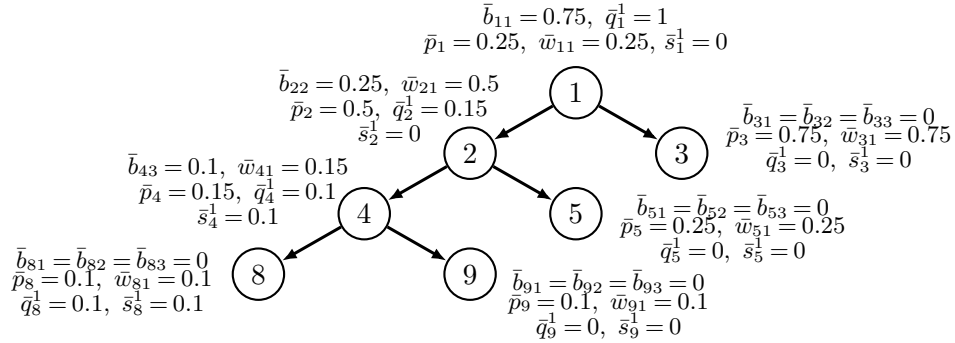 b̄₁₁ = 0.75, q̄₁¹ = 1
p̄₁ = 0.25, w̄₁₁ = 0.25, s̄₁¹ = 0
1
b̄₂₂ = 0.25, w̄₂₁ = 0.5
p̄₂ = 0.5, q̄₂¹ = 0.15
s̄₂¹ = 0
2
b̄₃₁ = b̄₃₂ = b̄₃₃ = 0
p̄₃ = 0.75, w̄₃₁ = 0.75
q̄₃¹ = 0, s̄₃¹ = 0
3
b̄₄₃ = 0.1, w̄₄₁ = 0.15
p̄₄ = 0.15, q̄₄¹ = 0.1
s̄₄¹ = 0.1
4
b̄₅₁ = b̄₅₂ = b̄₅₃ = 0
p̄₅ = 0.25, w̄₅₁ = 0.25
q̄₅¹ = 0, s̄₅¹ = 0
5
b̄₈₁ = b̄₈₂ = b̄₈₃ = 0
p̄₈ = 0.1, w̄₈₁ = 0.1
q̄₈¹ = 0.1, s̄₈¹ = 0.1
8
b̄₉₁ = b̄₉₂ = b̄₉₃ = 0
p̄₉ = 0.1, w̄₉₁ = 0.1
q̄₉¹ = 0, s̄₉¹ = 0
9